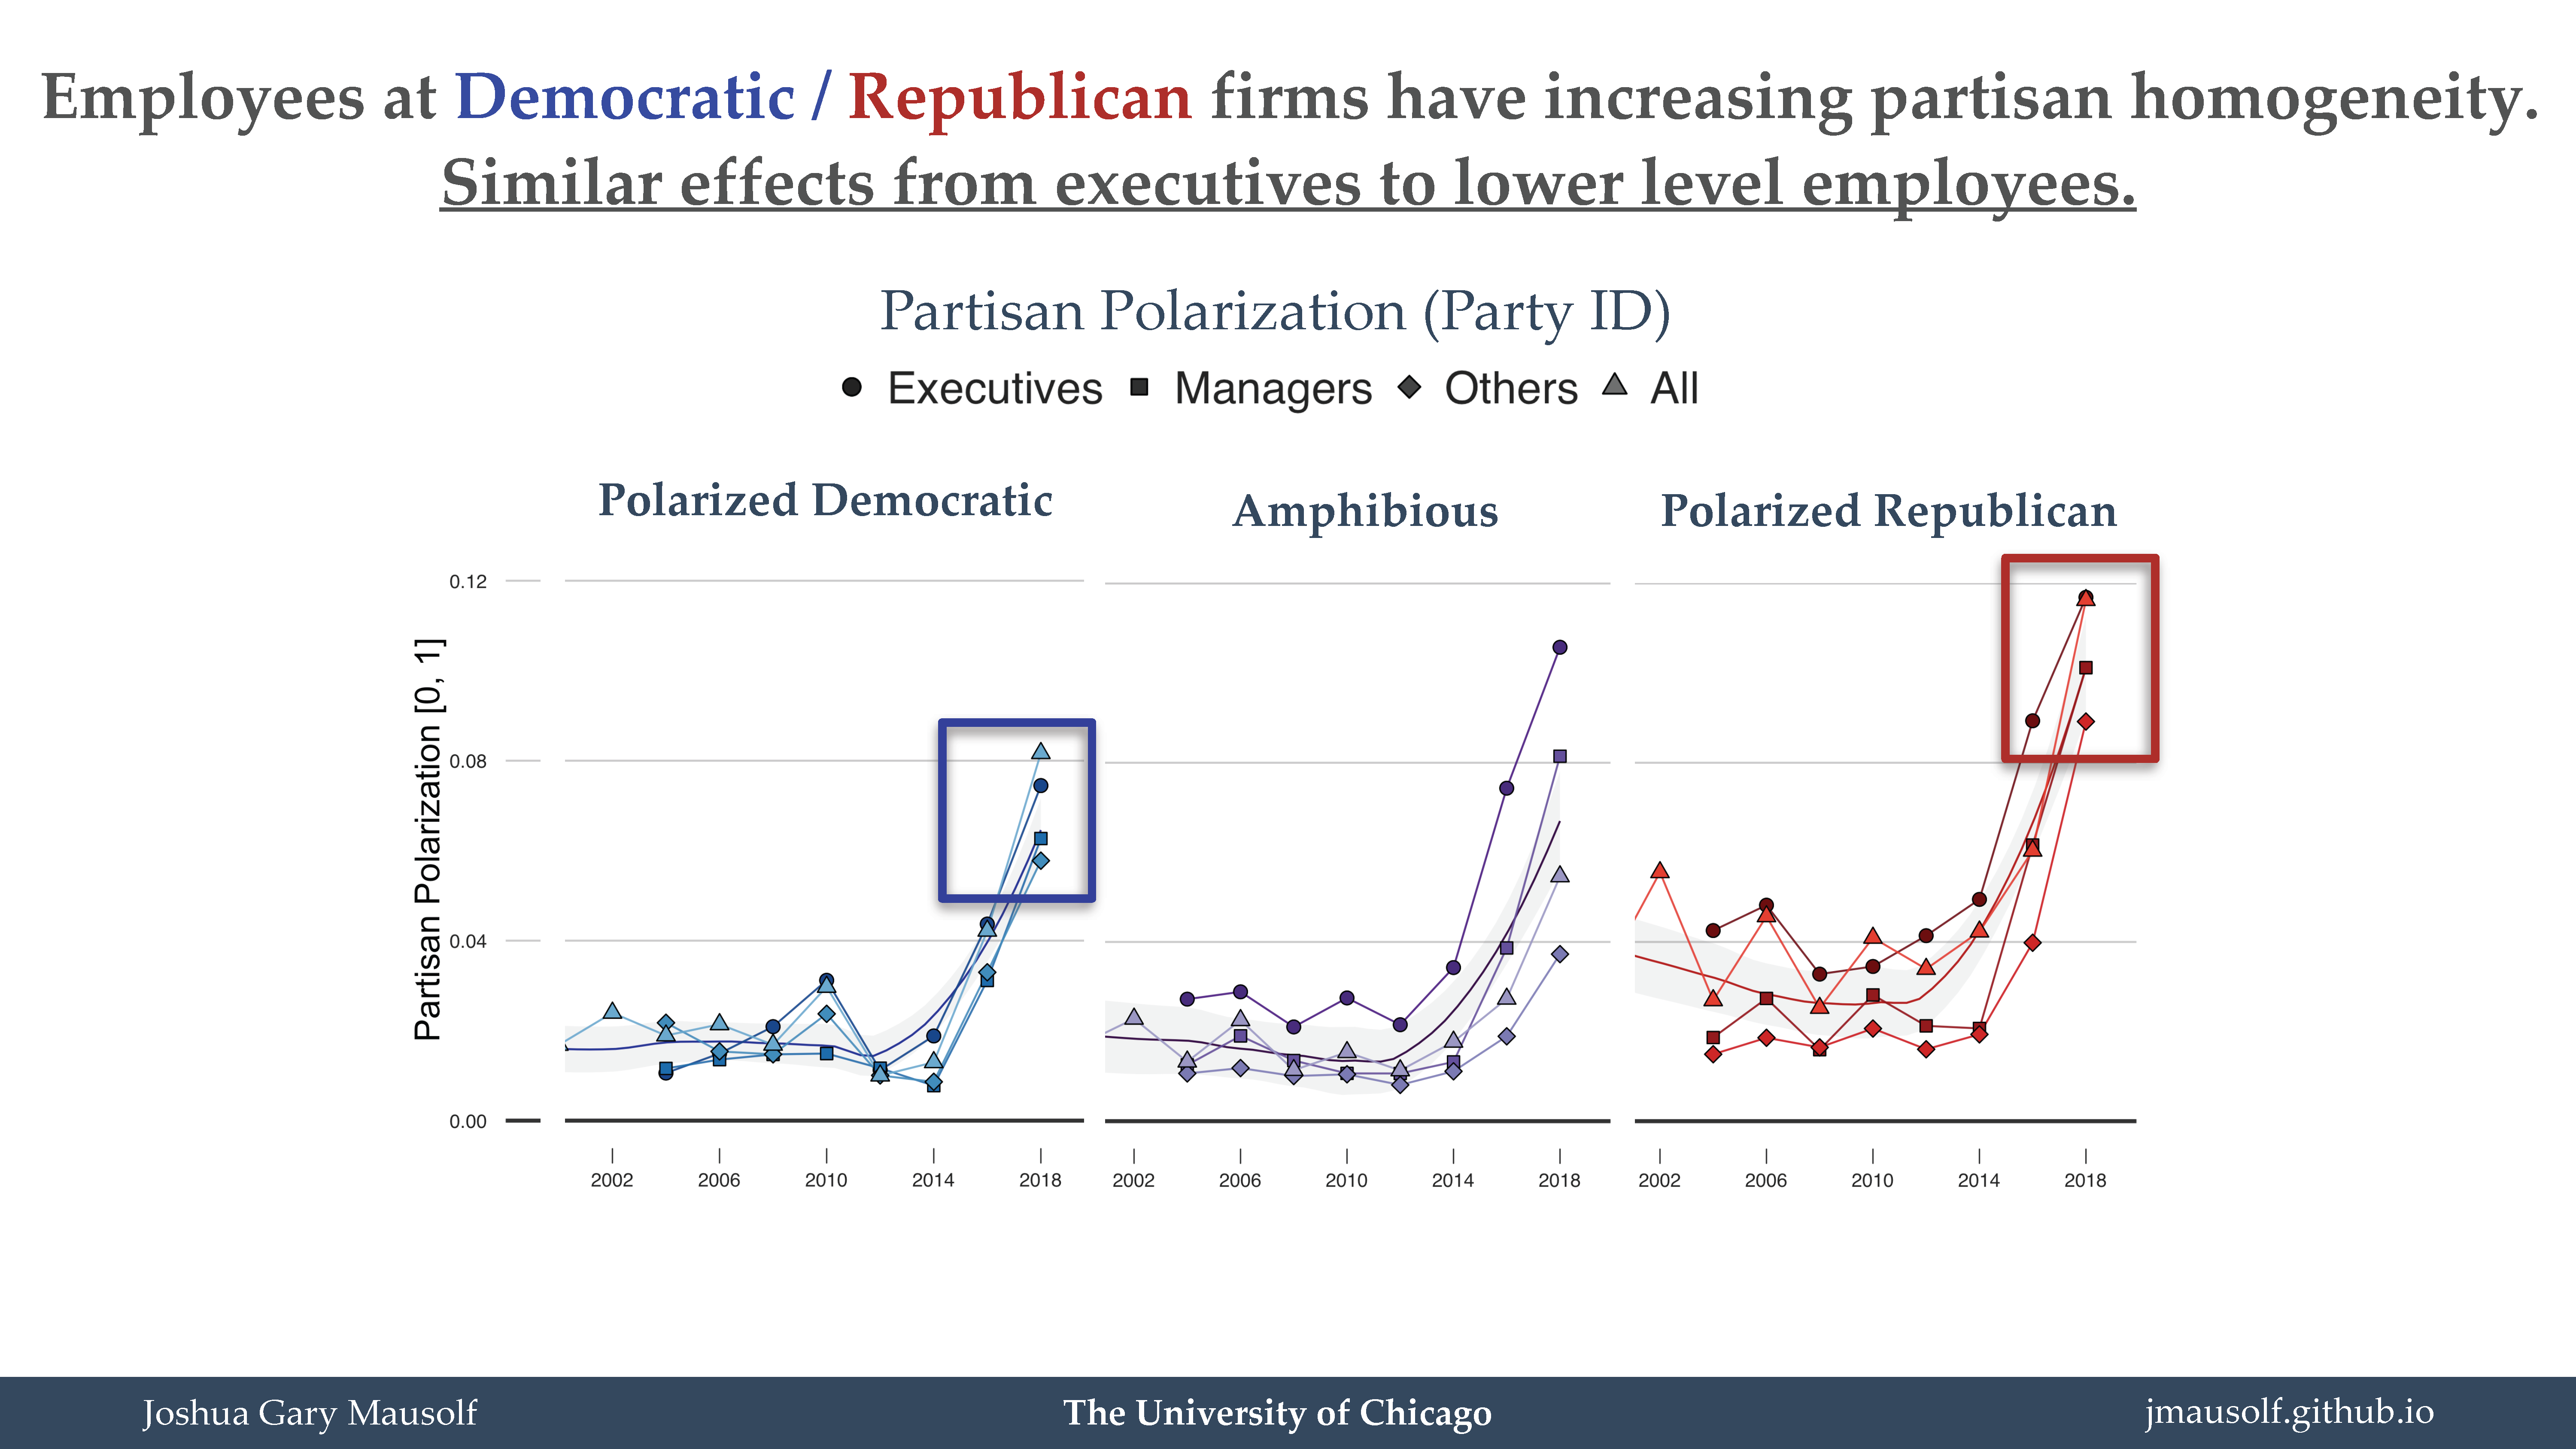 Employees at Democratic / Republican firms have increasing partisan homogeneity.
Similar effects from executives to lower level employees.
Partisan Polarization (Party ID)
Executives Managers Others All
Polarized Democratic
Amphibious
Polarized Republican
Partisan Polarization [0, 1]
0.12
0.08
0.04
0.00
2002 2006 2010 2014 2018
2002 2006 2010 2014 2018
2002 2006 2010 2014 2018
Joshua Gary Mausolf
The University of Chicago
jmausolf.github.io